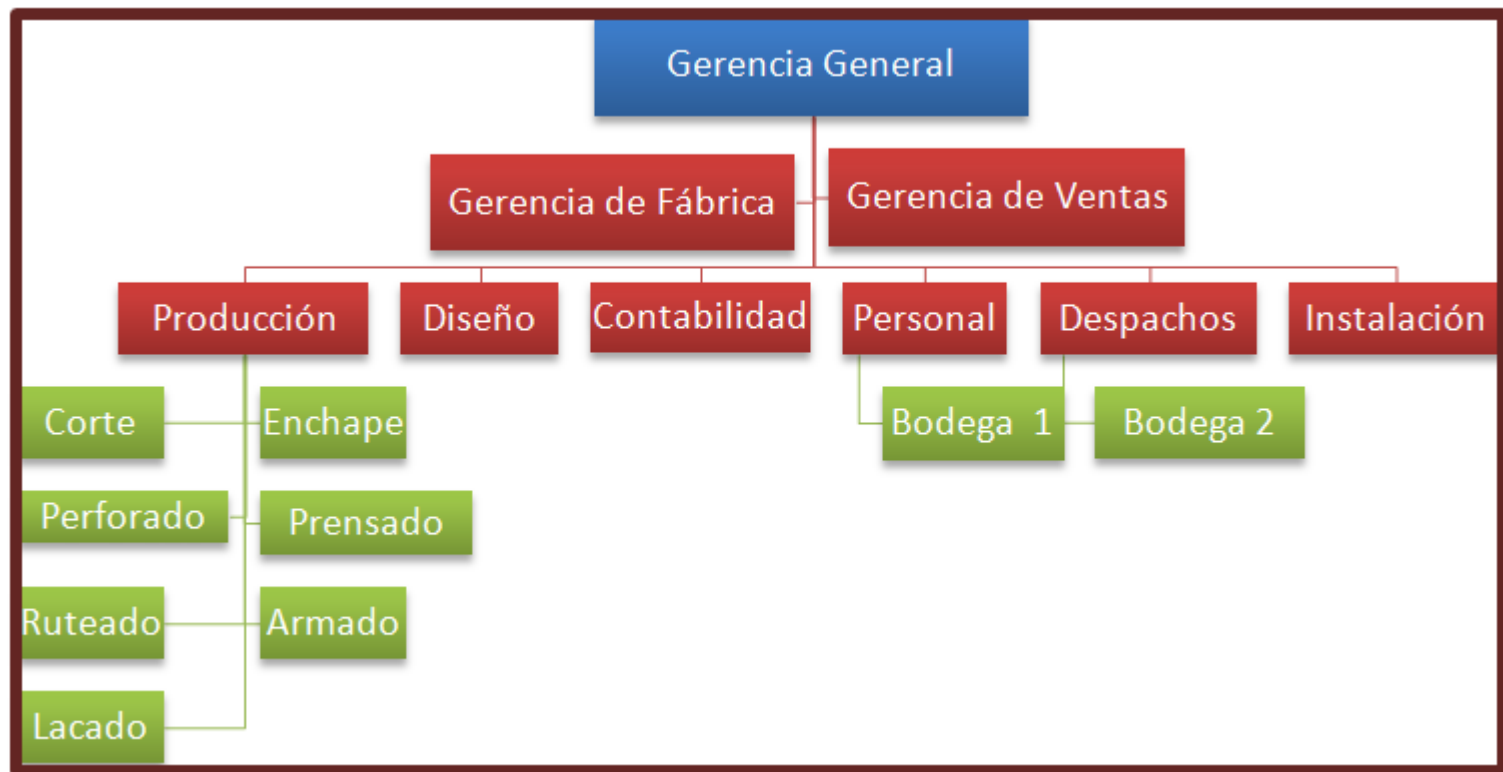 Gerencia General
Gerencia de Fábrica
Gerencia de Ventas
Producción
Diseño
Contabilidad
Personal
Despachos
Instalación
Corte
Enchape
Bodega 1
Bodega 2
Perforado
Prensado
Ruteado
Armado
Lacado